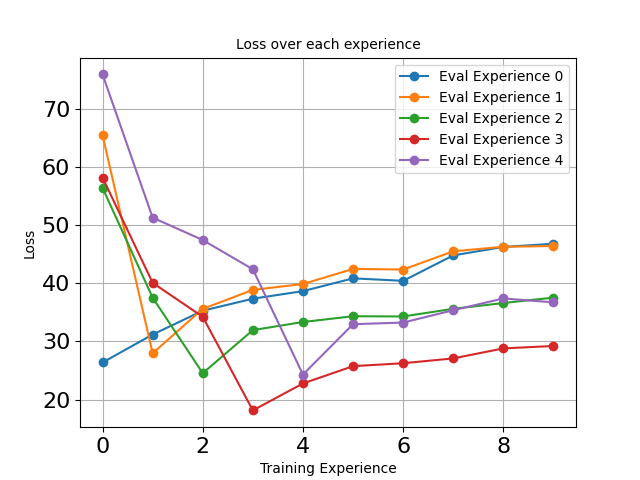 Loss over each experience
Eval Experience 0
Eval Experience 1
Eval Experience 2
Eval Experience 3
Eval Experience 4
Loss
70
60
50
40
30
20
0 2 4 6 8
Training Experience